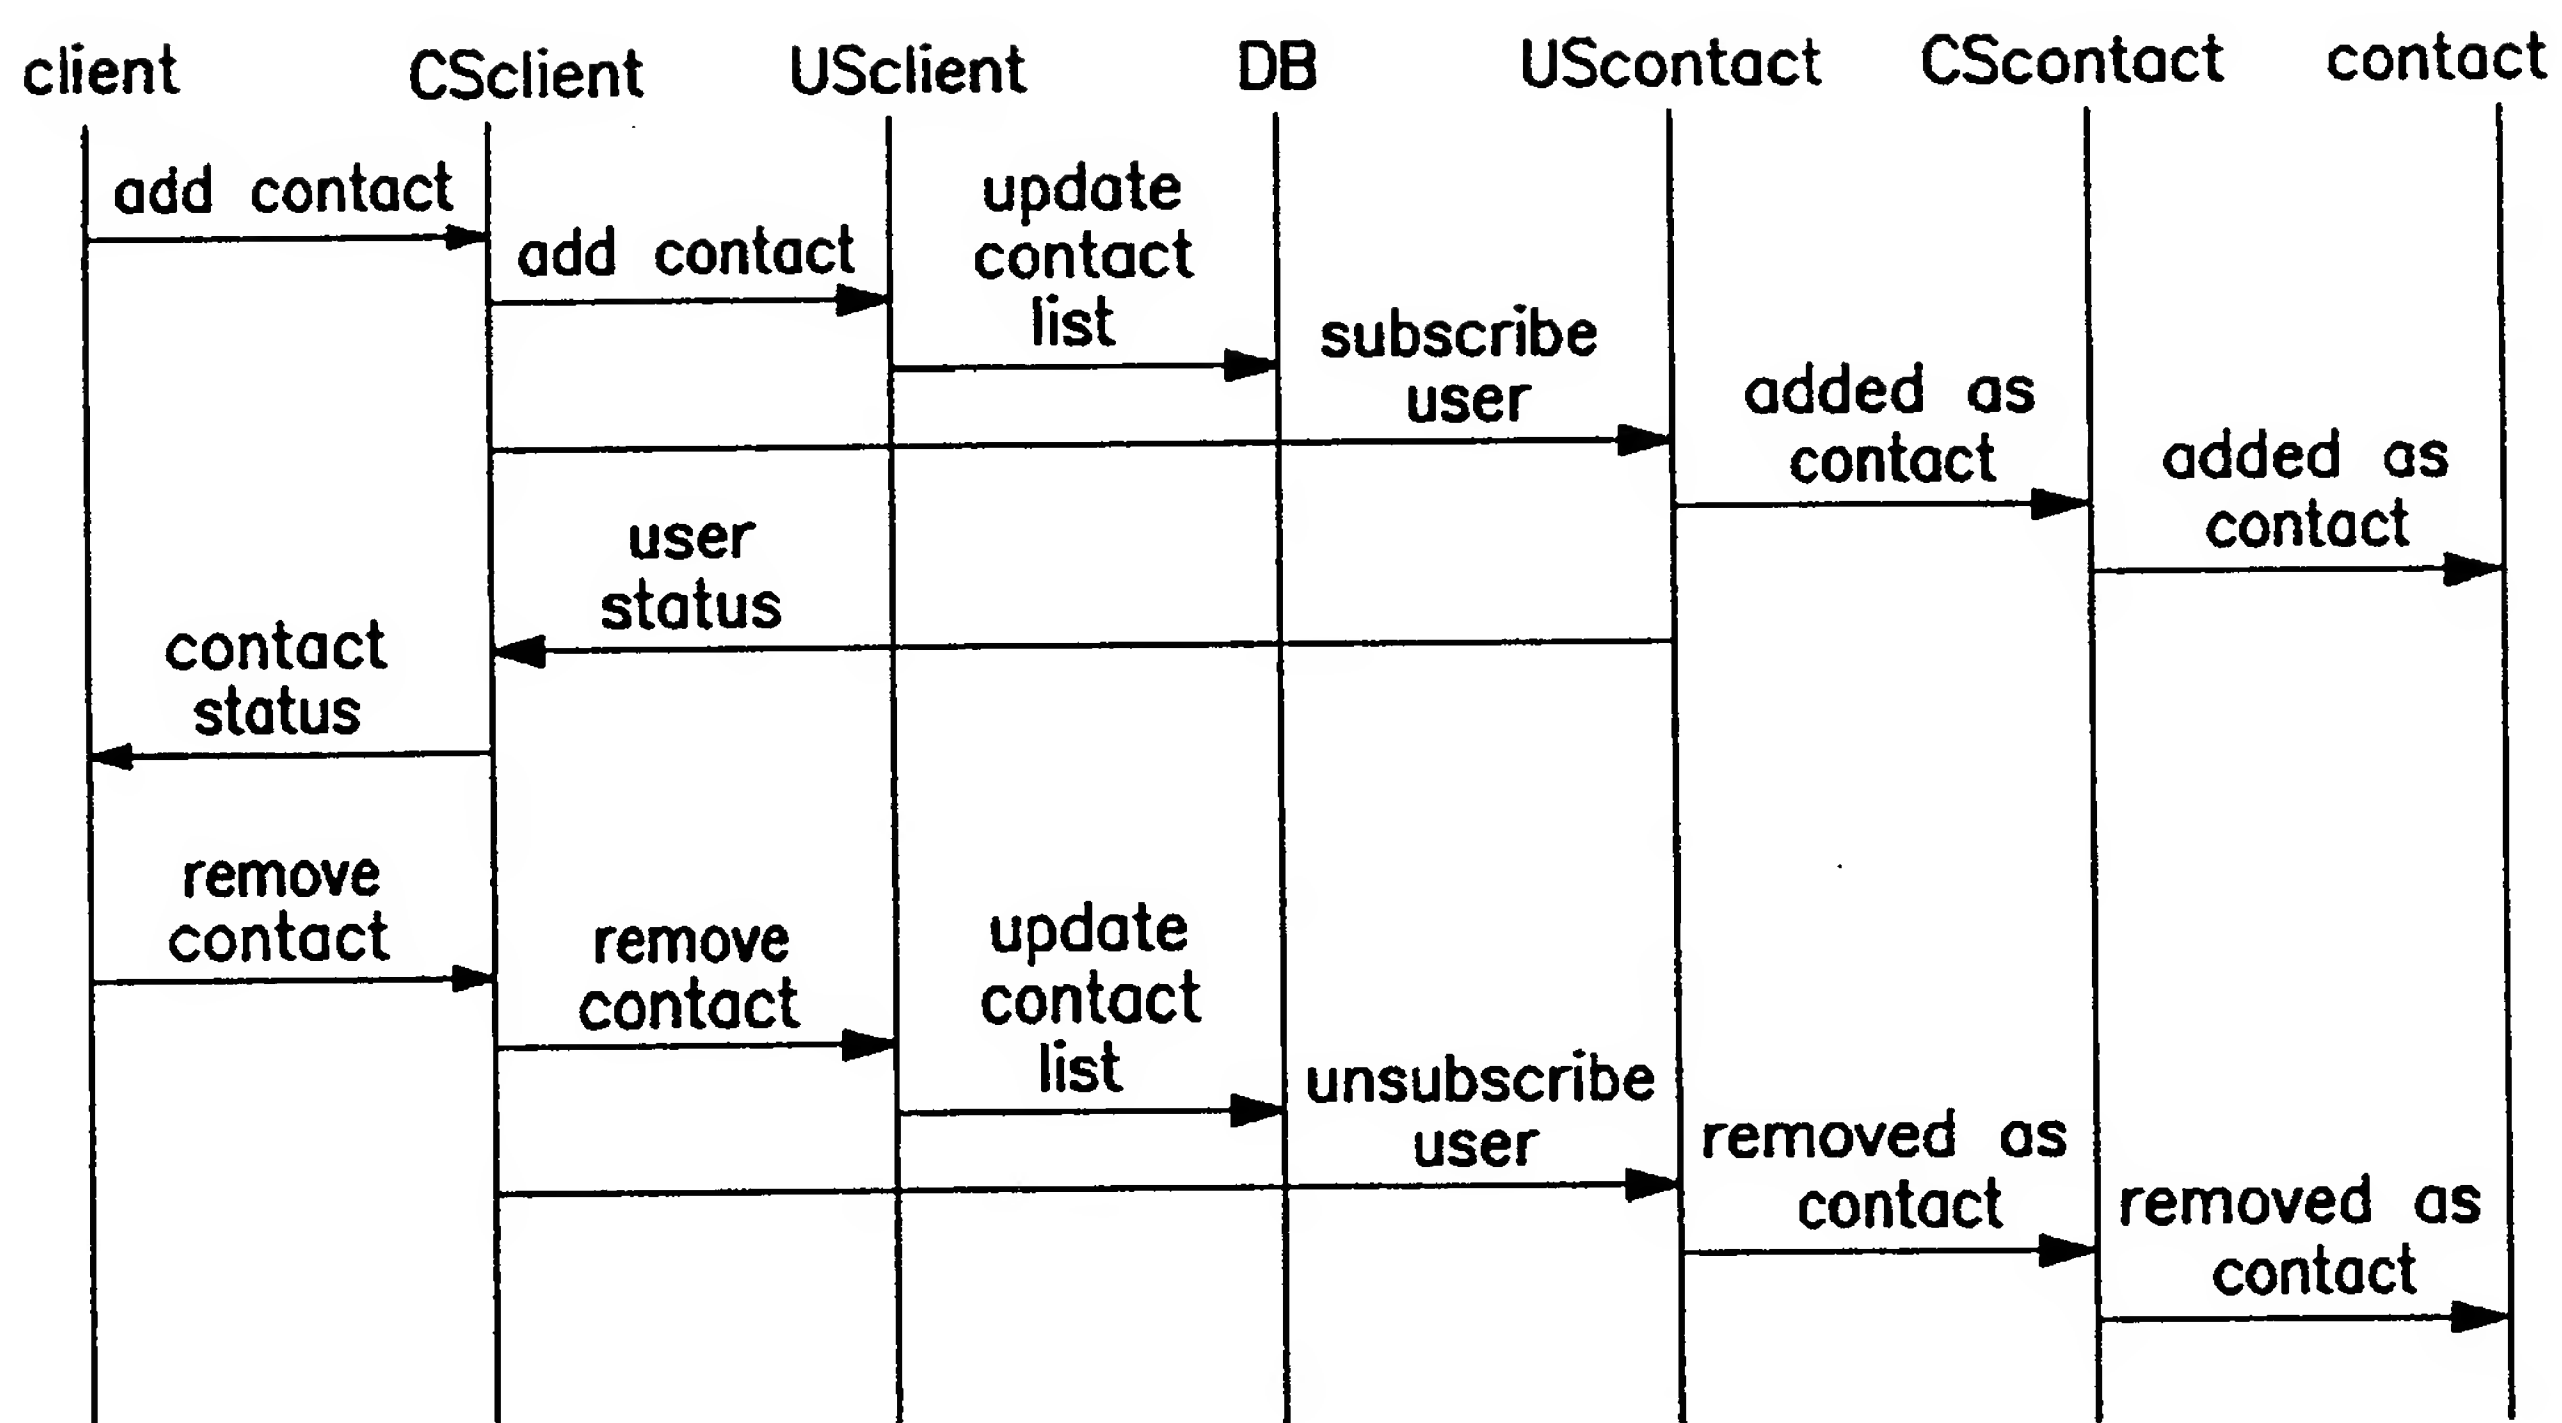 client CSclient USclient DB UScontact CScontact contact
add contact
add contact
update
contact
list
subscribe
user
added as
contact
added as
contact
user
status
contact
status
remove
contact
remove
contact
update
contact
list
unsubscribe
user
removed as
contact
removed as
contact